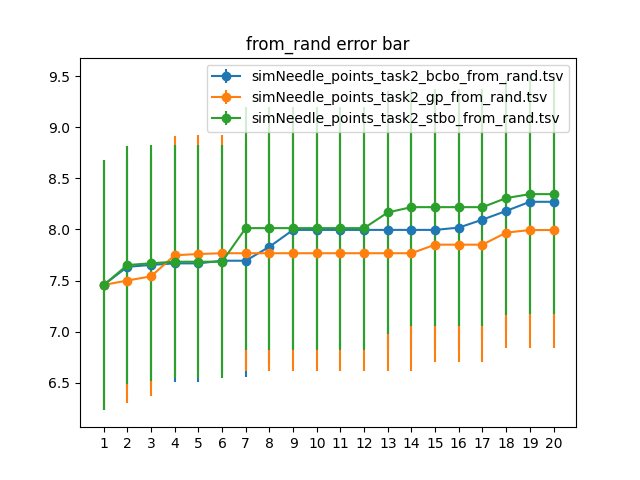 from_rand error bar
simNeedle_points_task2_bcbo_from_rand.tsv
simNeedle_points_task2_gp_from_rand.tsv
simNeedle_points_task2_stbo_from_rand.tsv
9.5
9.0
8.5
8.0
7.5
7.0
6.5
1 2 3 4 5 6 7 8 9 10 11 12 13 14 15 16 17 18 19 20